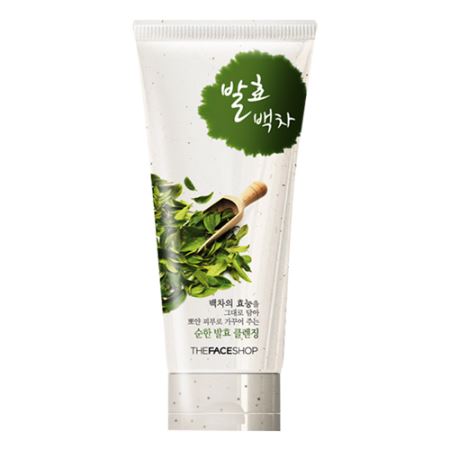 발효
백차
백차의 효능을
그대로 담아
뽀얀 피부로 가꾸어 주는
순한 발효 클렌징
THEFACESHOP